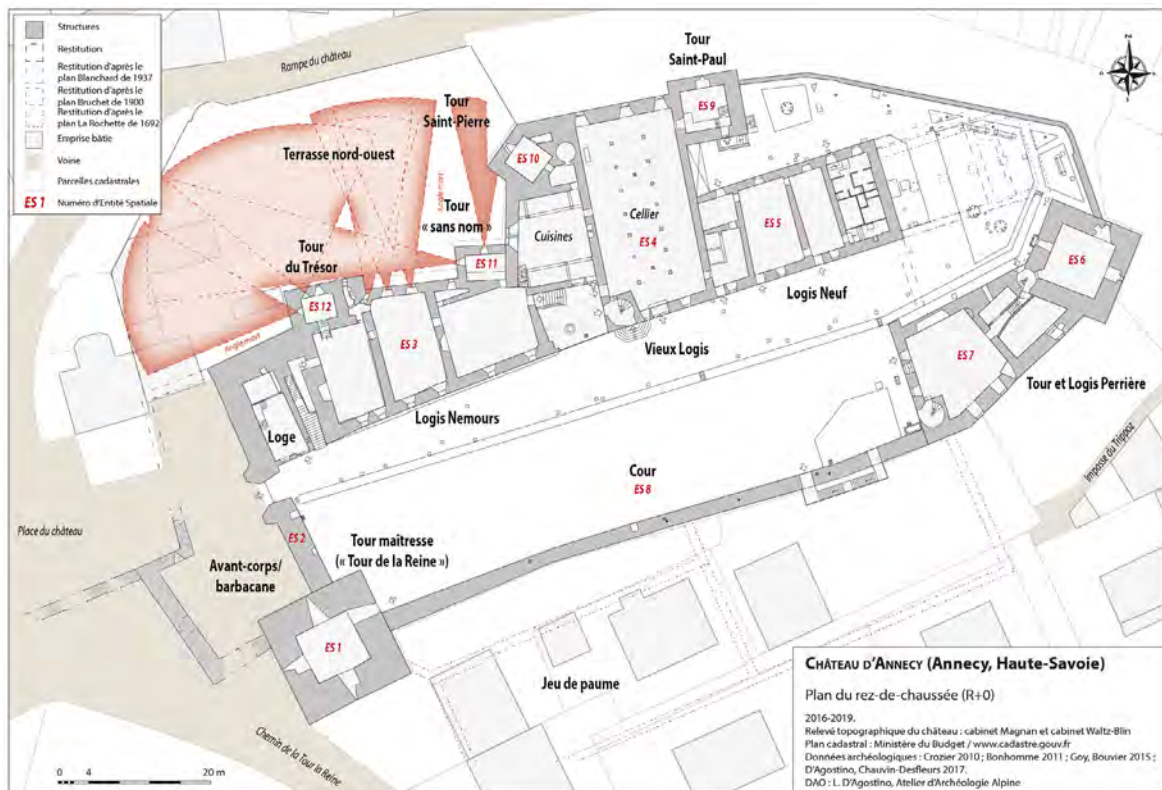 Structures
Restitution
Restitution d'après le
plan Blanchard de 1937
Restitution d'après le
plan Bruchet de 1900
Restitution d'après le
plan La Rochette de 1692
Emprise bâtie
Voirie
Parcelles cadastrales
ES 1 Numéro d'Entité Spatiale
Rampe du château
Tour
Saint-Paul
ES 9
Tour
Saint-Pierre
Terrasse nord-ouest
ES 10
Angle mort
Tour
« sans nom »
Cuisines
Cellier
ES 4
ES 5
Tour
du Trésor
ES 11
ES 6
ES 12
Logis Neuf
Angle mort
ES 3
Vieux Logis
ES 7
Tour et Logis Perrière
Logis Nemours
Loge
Cour
ES 8
Impasse du Trippoz
Place du château
ES 2
Tour maîtresse
(« Tour de la Reine »)
Avant-corps/
barbacane
ES 1
Jeu de paume
Chemin de la Tour la Reine
0 4 20 m
CHÂTEAU D'ANNECY (Annecy, Haute-Savoie)
Plan du rez-de-chaussée (R+0)
2016-2019.
Relevé topographique du château : cabinet Magnan et cabinet Waltz-Blin
Plan cadastral : Ministère du Budget / www.cadastre.gouv.fr
Données archéologiques : Crozier 2010 ; Bonhomme 2011 ; Goy, Bouvier 2015 ;
D'Agostino, Chauvin-Desfleurs 2017.
DAO : L. D'Agostino, Atelier d'Archéologie Alpine